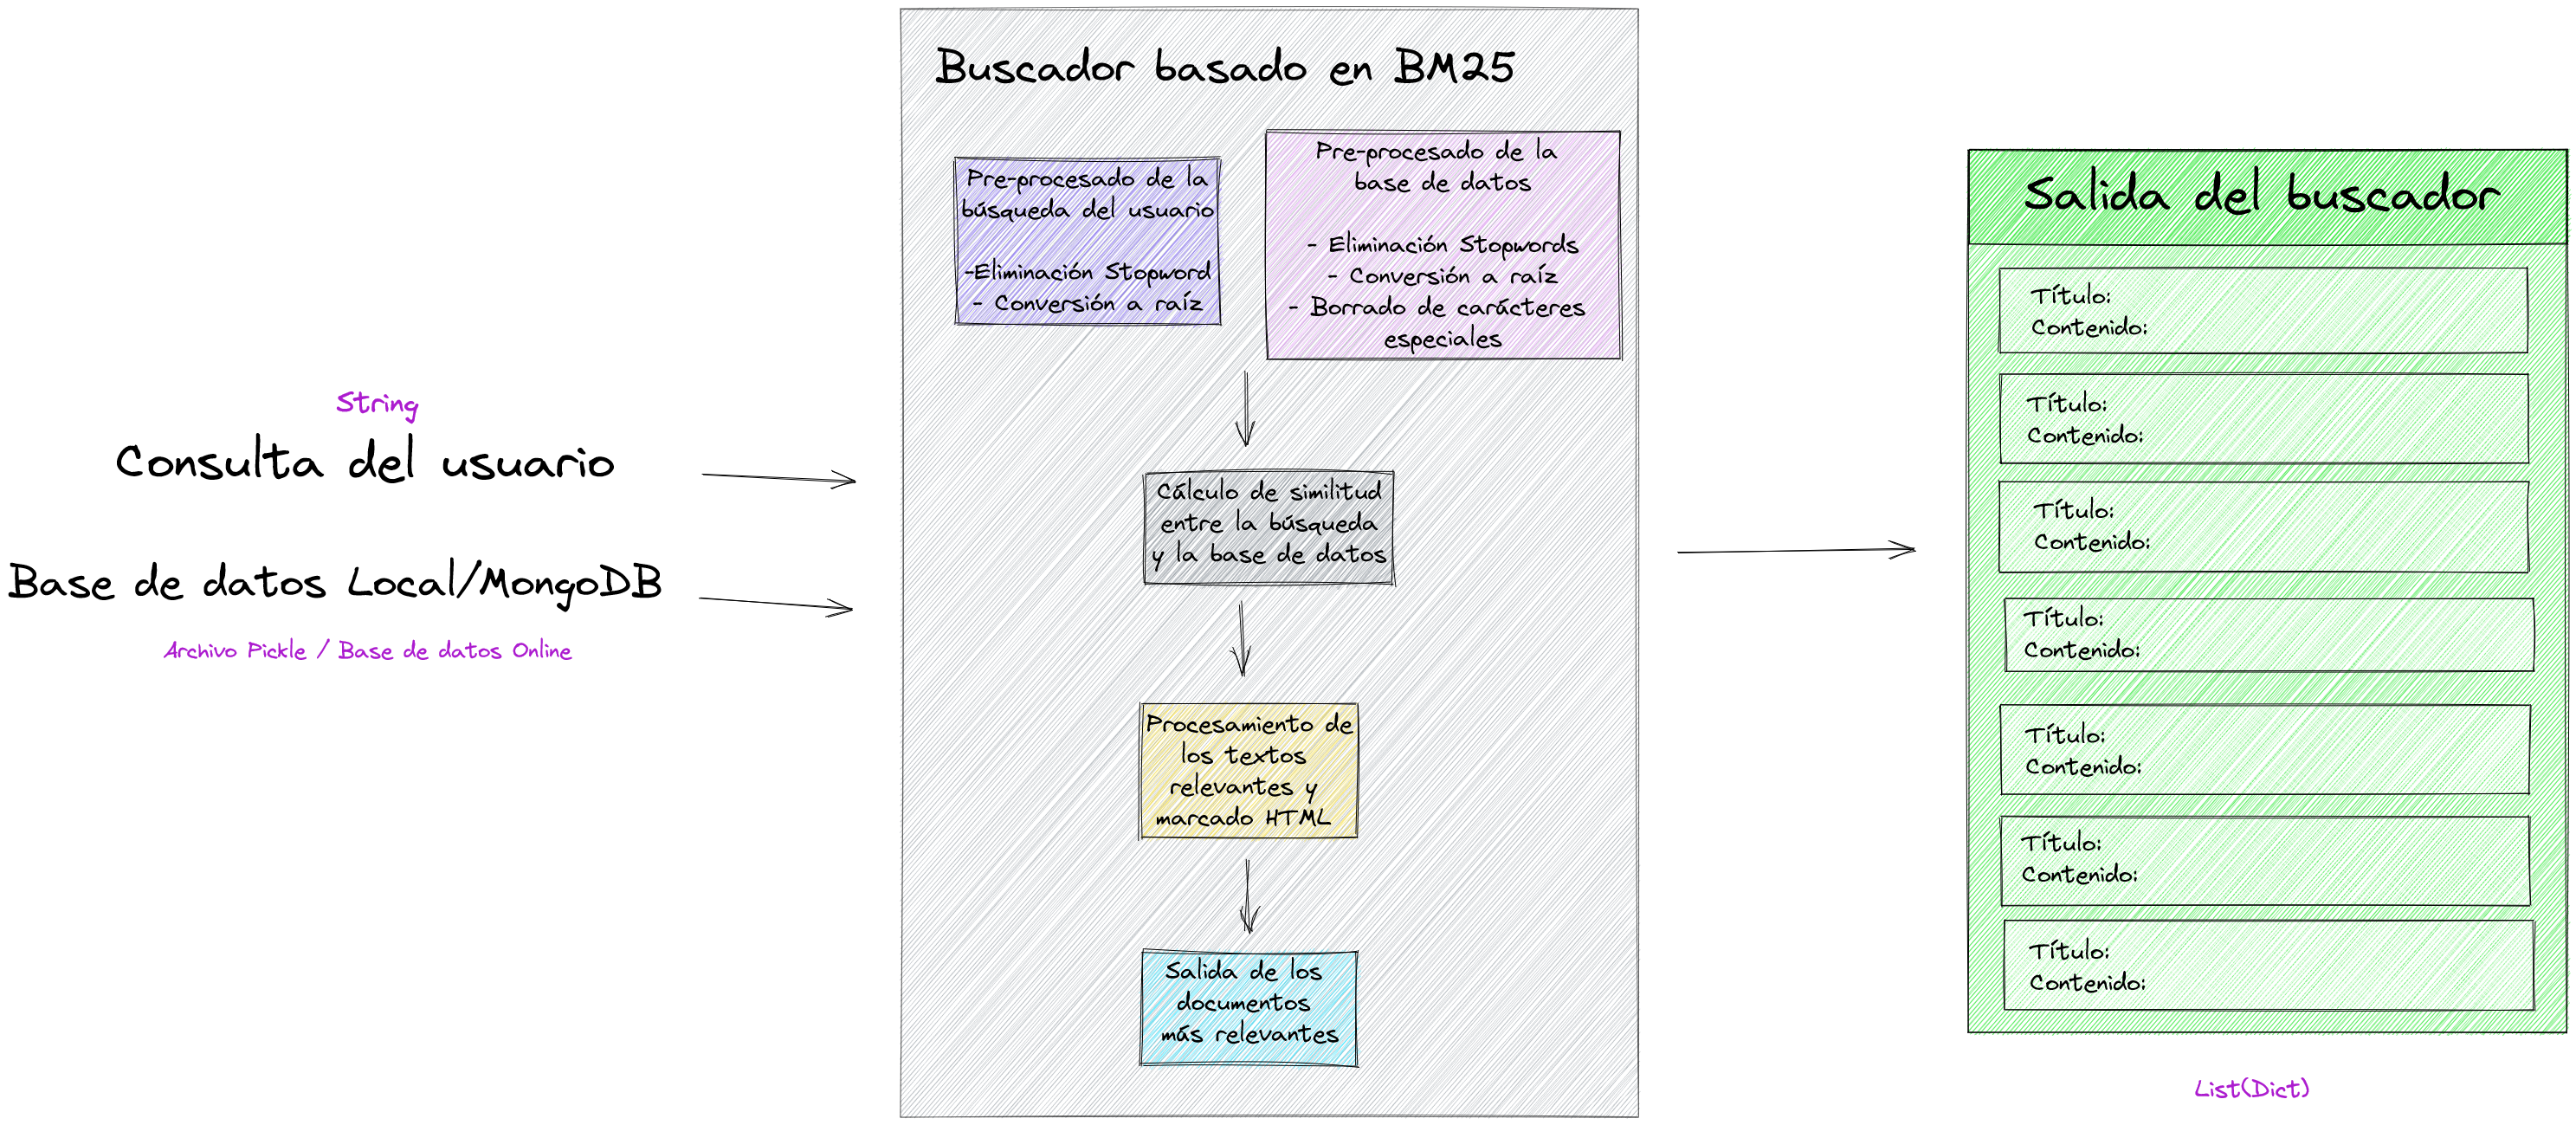 String
Consulta del usuario
Base de datos Local/MongoDB
Archivo Pickle / Base de datos Online
Buscador basado en BM25
Pre-procesado de la
búsqueda del usuario
-Eliminación Stopword
- Conversión a raíz
Pre-procesado de la
base de datos
- Eliminación Stopwords
- Conversión a raíz
- Borrado de carácteres
especiales
Cálculo de similitud
entre la búsqueda
y la base de datos
Procesamiento de
los textos
relevantes y
marcado HTML
Salida de los
documentos
más relevantes
Salida del buscador
Título:
Contenido:
Título:
Contenido:
Título:
Contenido:
Título:
Contenido:
Título:
Contenido:
Título:
Contenido:
Título:
Contenido:
List(Dict)